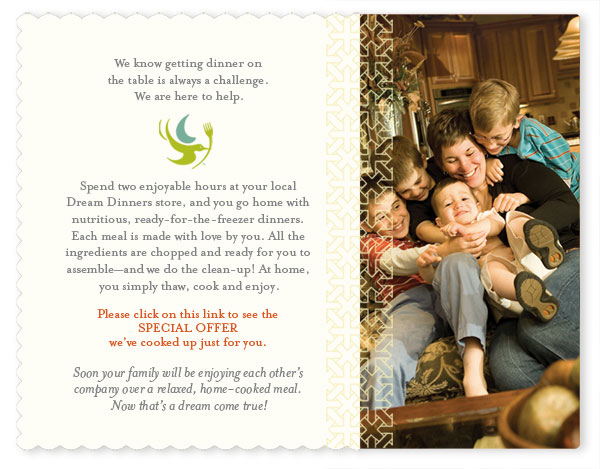 We know getting dinner on
the table is always a challenge.
We are here to help.
Spend two enjoyable hours at your local
Dream Dinners store, and you go home with
nutritious, ready-for-the-freezer dinners.
Each meal is made with love by you. All the
ingredients are chopped and ready for you to
assemble—and we do the clean-up! At home,
you simply thaw, cook and enjoy.
Please click on this link to see the
SPECIAL OFFER
we've cooked up just for you.
Soon your family will be enjoying each other's
company over a relaxed, home-cooked meal.
Now that's a dream come true!